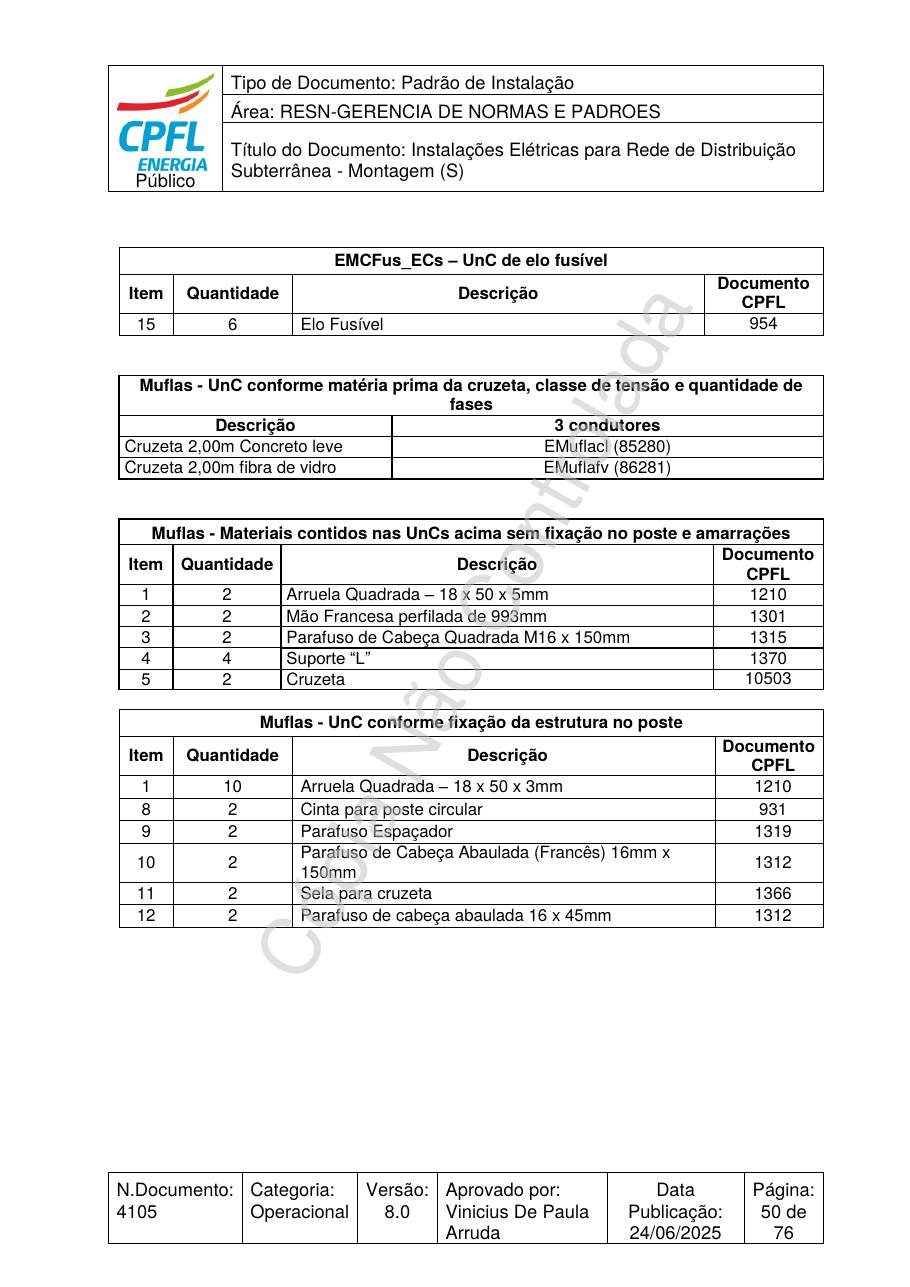 CPFL
ENERGIA
Público
Tipo de Documento: Padrão de Instalação
Área: RESN-GERENCIA DE NORMAS E PADROES
Título do Documento: Instalações Elétricas para Rede de Distribuição
Subterrânea - Montagem (S)
EMCFus_ECs – UnC de elo fusível
Item Quantidade Descrição Documento
CPFL
15 6 Elo Fusível 954
Muflas - UnC conforme matéria prima da cruzeta, classe de tensão e quantidade de
fases
Descrição 3 condutores
Cruzeta 2,00m Concreto leve EMuflacl (85280)
Cruzeta 2,00m fibra de vidro EMuflafv (86281)
Muflas - Materiais contidos nas UnCs acima sem fixação no poste e amarrações
Item Quantidade Descrição Documento
CPFL
1 2 Arruela Quadrada – 18 x 50 x 5mm 1210
2 2 Mão Francesa perfilada de 993mm 1301
3 2 Parafuso de Cabeça Quadrada M16 x 150mm 1315
4 4 Suporte “L” 1370
5 2 Cruzeta 10503
Muflas - UnC conforme fixação da estrutura no poste
Item Quantidade Descrição Documento
CPFL
1 10 Arruela Quadrada – 18 x 50 x 3mm 1210
8 2 Cinta para poste circular 931
9 2 Parafuso Espaçador 1319
10 2 Parafuso de Cabeça Abaulada (Francês) 16mm x
150mm 1312
11 2 Sela para cruzeta 1366
12 2 Parafuso de cabeça abaulada 16 x 45mm 1312
Cópia Não Controlada
N.Documento: Categoria: Versão: Aprovado por: Data Página:
4105 Operacional 8.0 Vinicius De Paula Publicação: 50 de
Arruda 24/06/2025 76